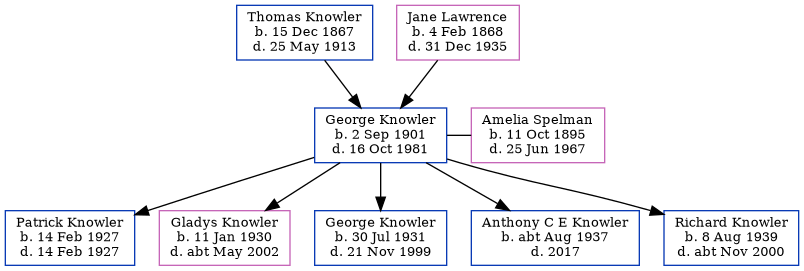 Thomas Knowler
b. 15 Dec 1867
d. 25 May 1913
Jane Lawrence
b. 4 Feb 1868
d. 31 Dec 1935
George Knowler
b. 2 Sep 1901
d. 16 Oct 1981
Amelia Spelman
b. 11 Oct 1895
d. 25 Jun 1967
Patrick Knowler
b. 14 Feb 1927
d. 14 Feb 1927
Gladys Knowler
b. 11 Jan 1930
d. abt May 2002
George Knowler
b. 30 Jul 1931
d. 21 Nov 1999
Anthony C E Knowler
b. abt Aug 1937
d. 2017
Richard Knowler
b. 8 Aug 1939
d. abt Nov 2000